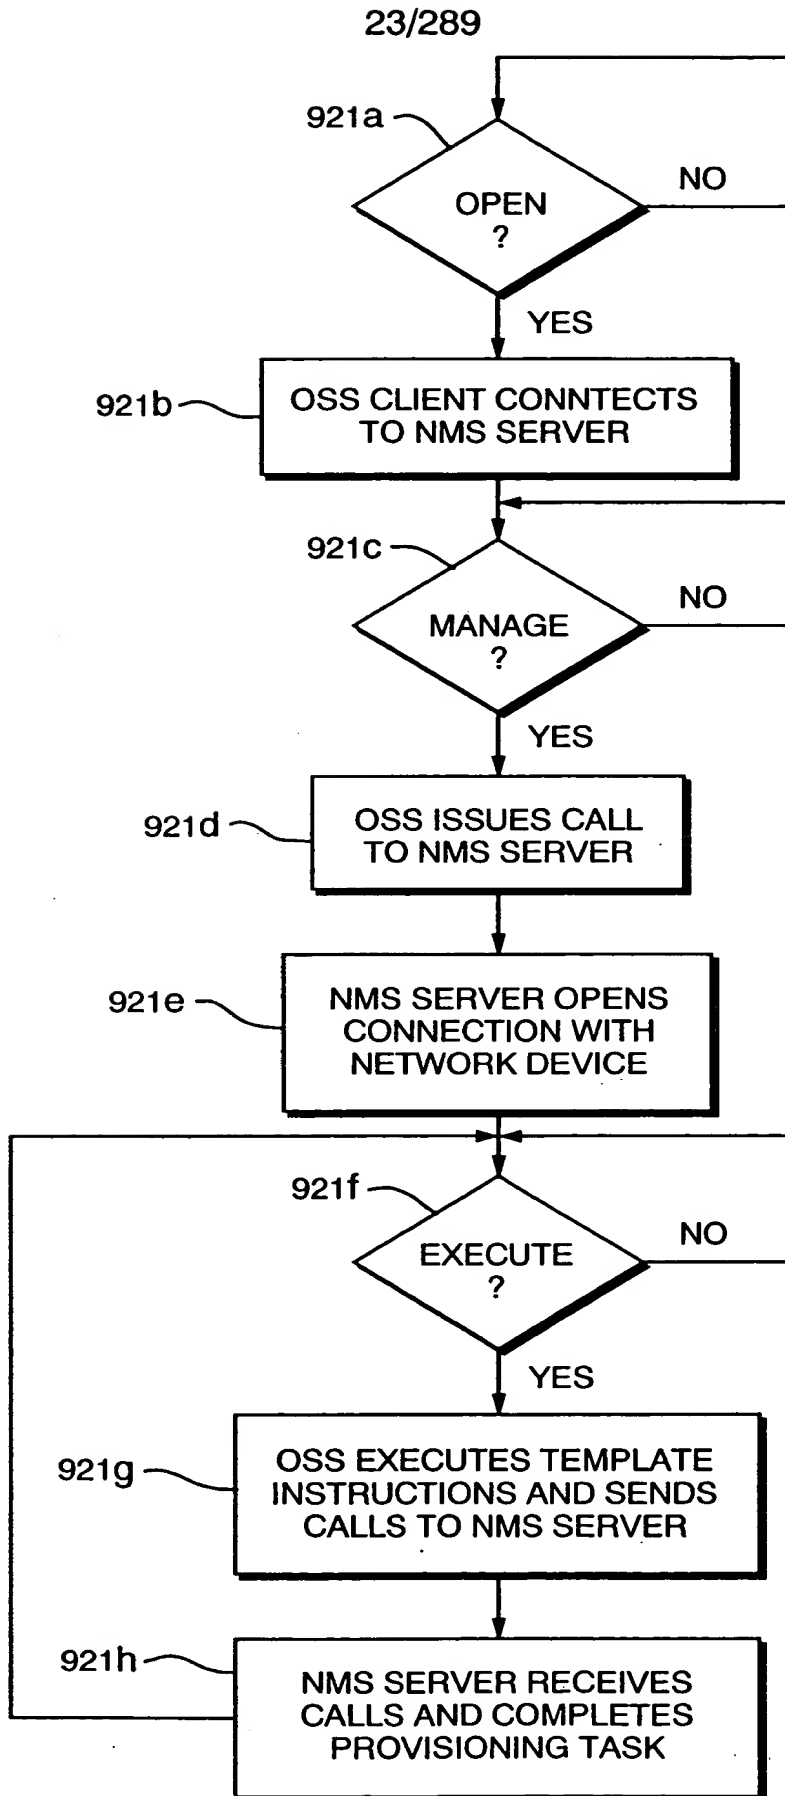 23/289
921a
OPEN
?
NO
YES
921b
OSS CLIENT CONNTECTS
TO NMS SERVER
921c
MANAGE
?
NO
YES
921d
OSS ISSUES CALL
TO NMS SERVER
921e
NMS SERVER OPENS
CONNECTION WITH
NETWORK DEVICE
921f
EXECUTE
?
NO
YES
921g
OSS EXECUTES TEMPLATE
INSTRUCTIONS AND SENDS
CALLS TO NMS SERVER
921h
NMS SERVER RECEIVES
CALLS AND COMPLETES
PROVISIONING TASK